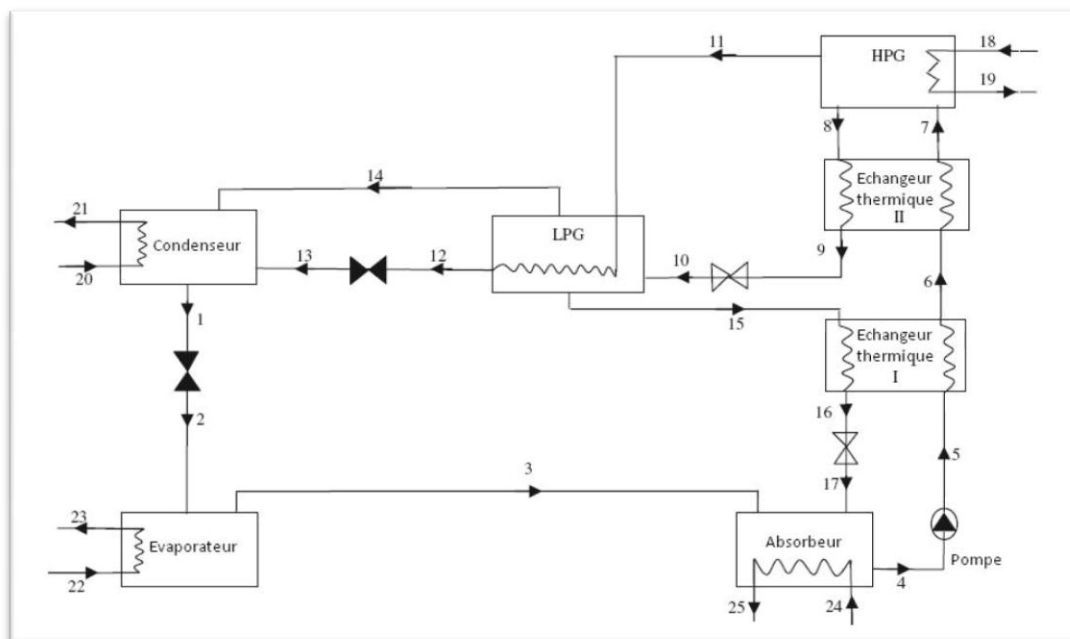 11
HPG
18
19
8
7
Echangeur
thermique
II
14
21
Condenseur
20
13
12
LPG
10
9
6
15
1
Echangeur
thermique
I
2
16
5
17
3
23
Evaporateur
22
Absorbeur
4
Pompe
25
24